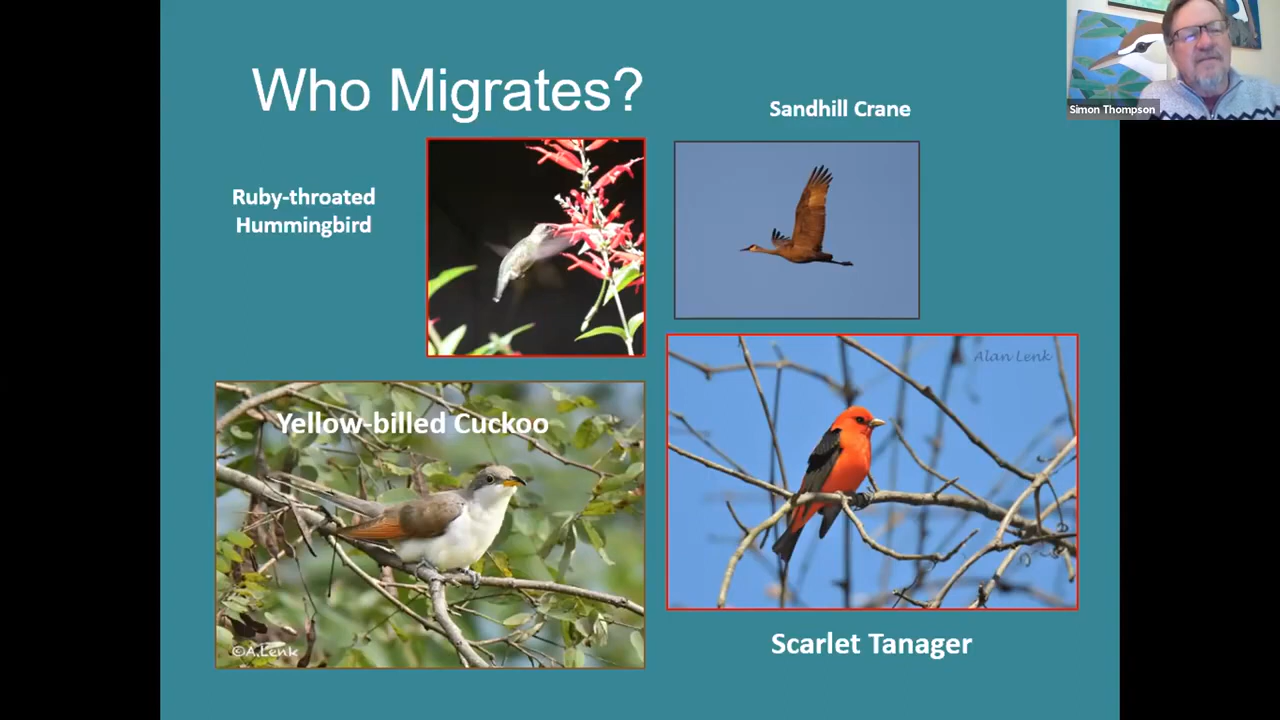 Who Migrates?
Simon Thompson
Sandhill Crane
Ruby-throated
Hummingbird
Alan Lenk
Yellow-billed Cuckoo
©A.Lenk
Scarlet Tanager